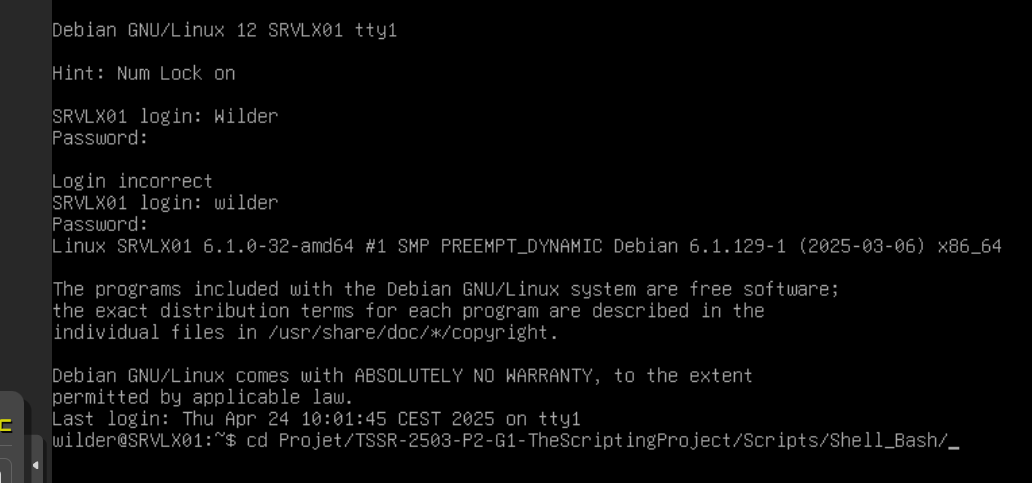 Debian GNU/Linux 12 SRVLX01 tty1
Hint: Num Lock on
SRVLX01 login: Wilder
Password:
Login incorrect
SRVLX01 login: wilder
Password:
Linux SRVLX01 6.1.0-32-amd64 #1 SMP PREEMPT_DYNAMIC Debian 6.1.129-1 (2025-03-06) x86_64
The programs included with the Debian GNU/Linux system are free software;
the exact distribution terms for each program are described in the
individual files in /usr/share/doc/*/copyright.
Debian GNU/Linux comes with ABSOLUTELY NO WARRANTY, to the extent
permitted by applicable law.
Last login: Thu Apr 24 10:01:45 CEST 2025 on tty1
wilder@SRVLX01:~$ cd Projet/TSSR-2503-P2-G1-TheScriptingProject/Scripts/Shell_Bash/_